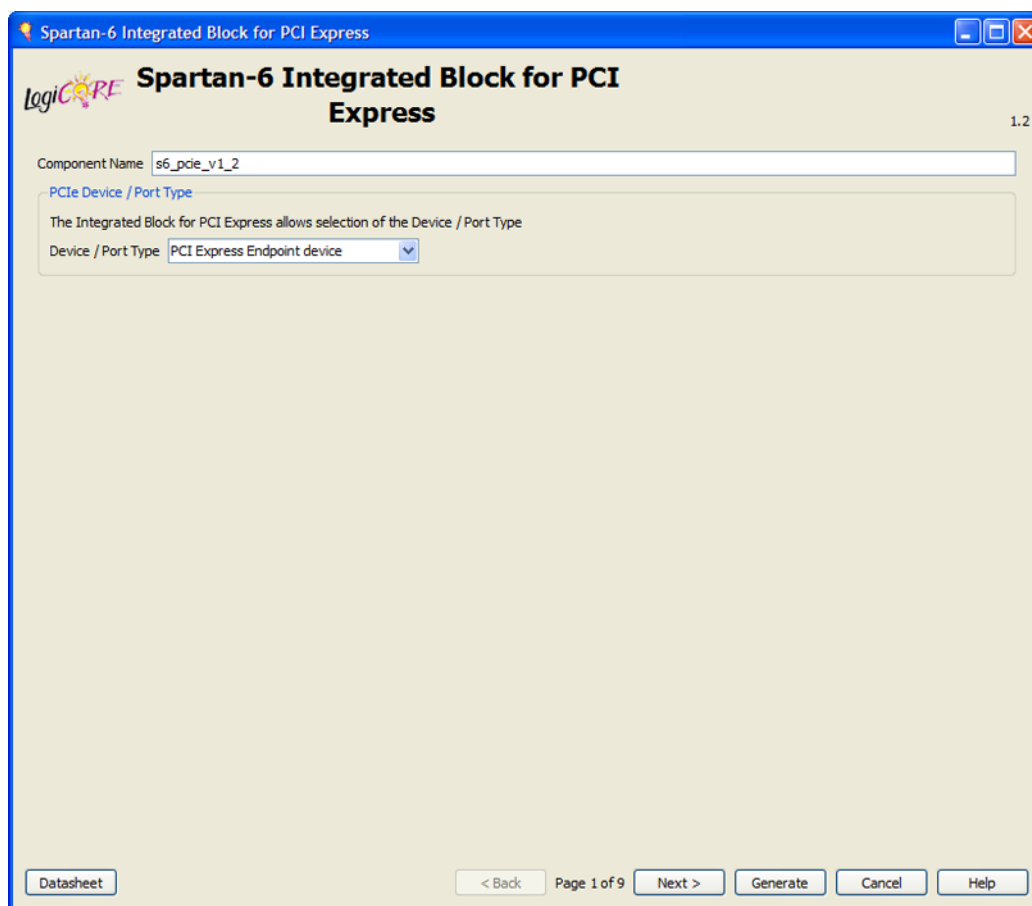 Spartan-6 Integrated Block for PCI Express
LogiCORE
Spartan-6 Integrated Block for PCI
Express
1.2
Component Name s6_pcie_v1_2
PCIe Device / Port Type
The Integrated Block for PCI Express allows selection of the Device / Port Type
Device / Port Type PCI Express Endpoint device
Datasheet < Back Page 1 of 9 Next > Generate Cancel Help